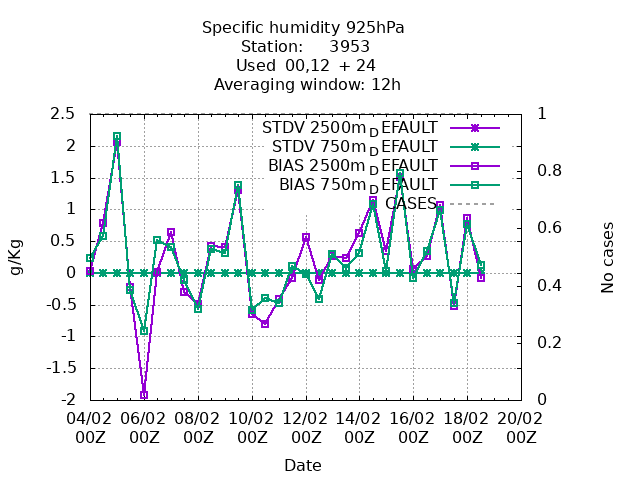 Specific humidity 925hPa
Station: 3953
Used 00,12 + 24
Averaging window: 12h
STDV 2500m_DEFAULT
STDV 750m_DEFAULT
BIAS 2500m_DEFAULT
BIAS 750m_DEFAULT
CASES
g/Kg
2.5
2
1.5
1
0.5
0
-0.5
-1
-1.5
-2
No cases
1
0.8
0.6
0.4
0.2
0
04/02 06/02 08/02 10/02 12/02 14/02 16/02 18/02 20/02
00Z 00Z 00Z 00Z 00Z 00Z 00Z 00Z 00Z
Date